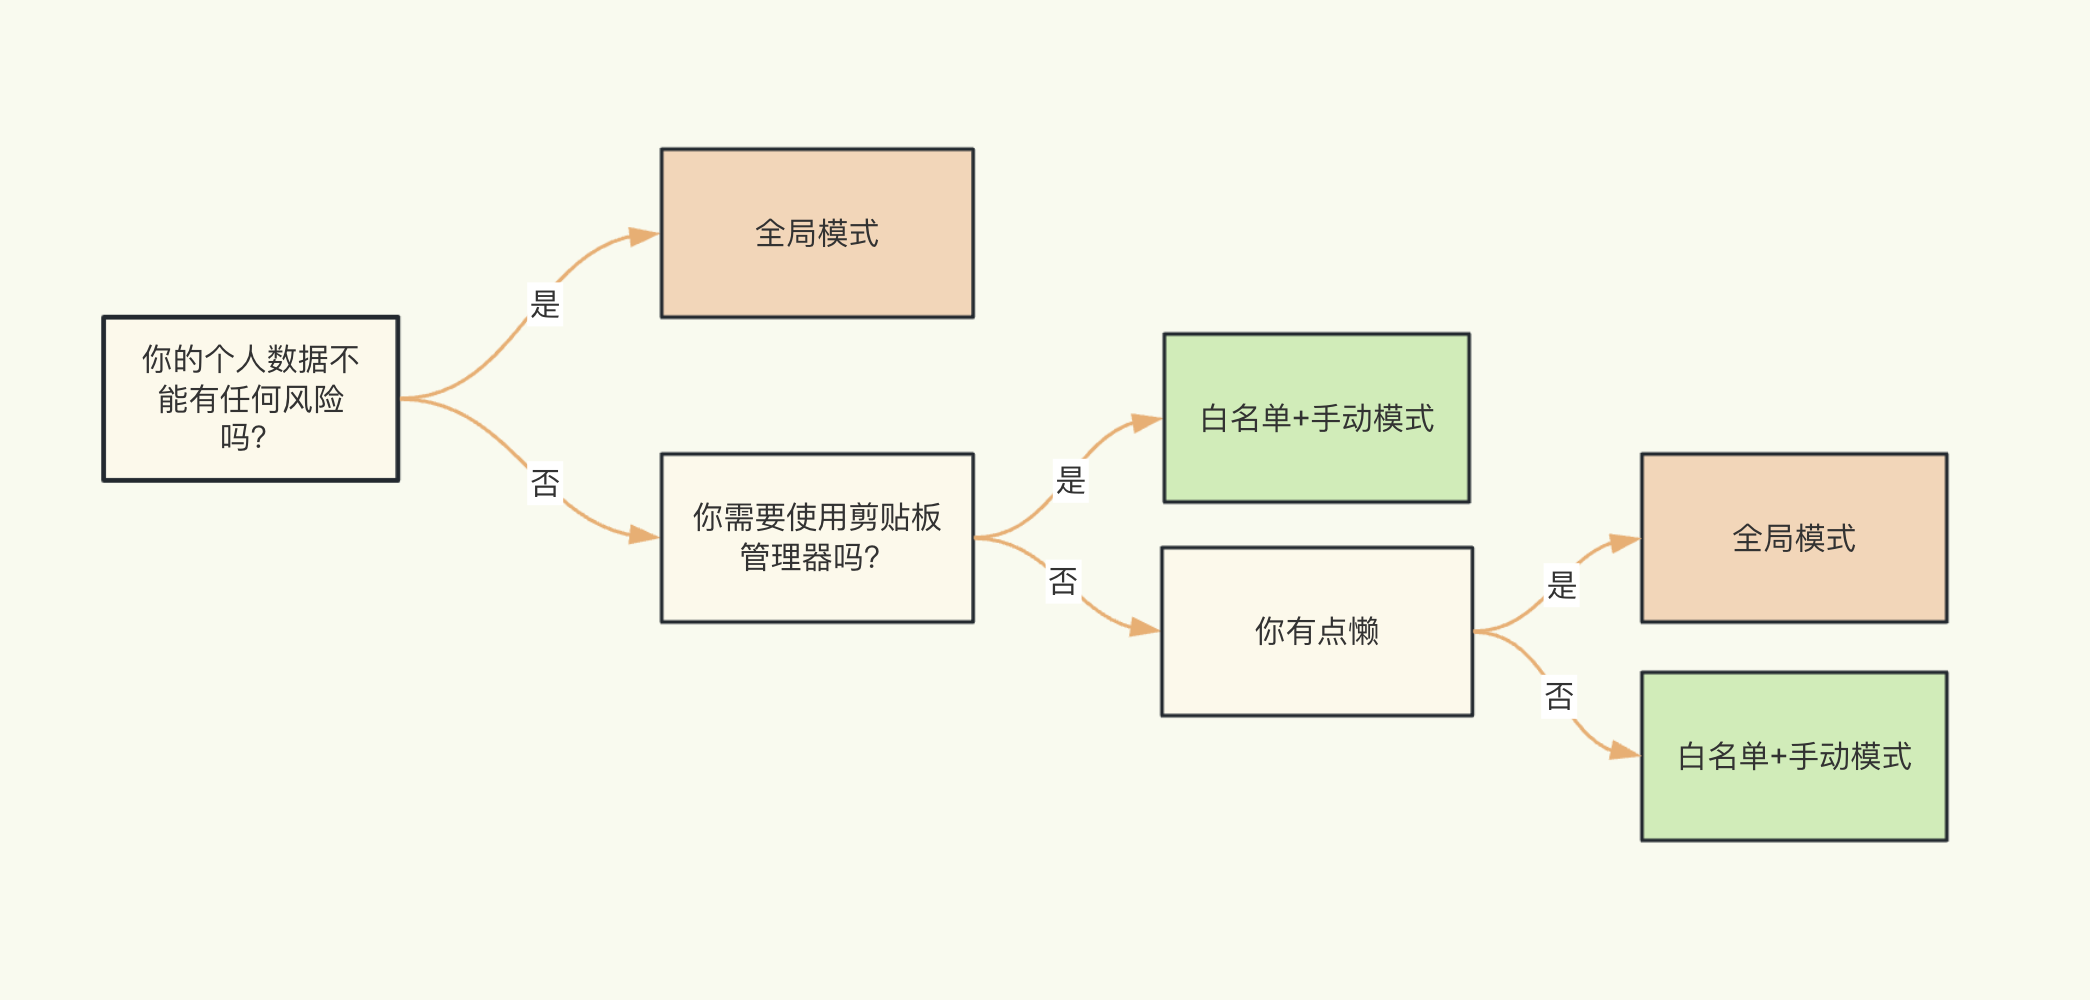 你的个人数据不
能有任何风险
吗?
是
全局模式
否
你需要使用剪贴板
管理器吗?
是
白名单+手动模式
否
你有点懒
是
全局模式
否
白名单+手动模式